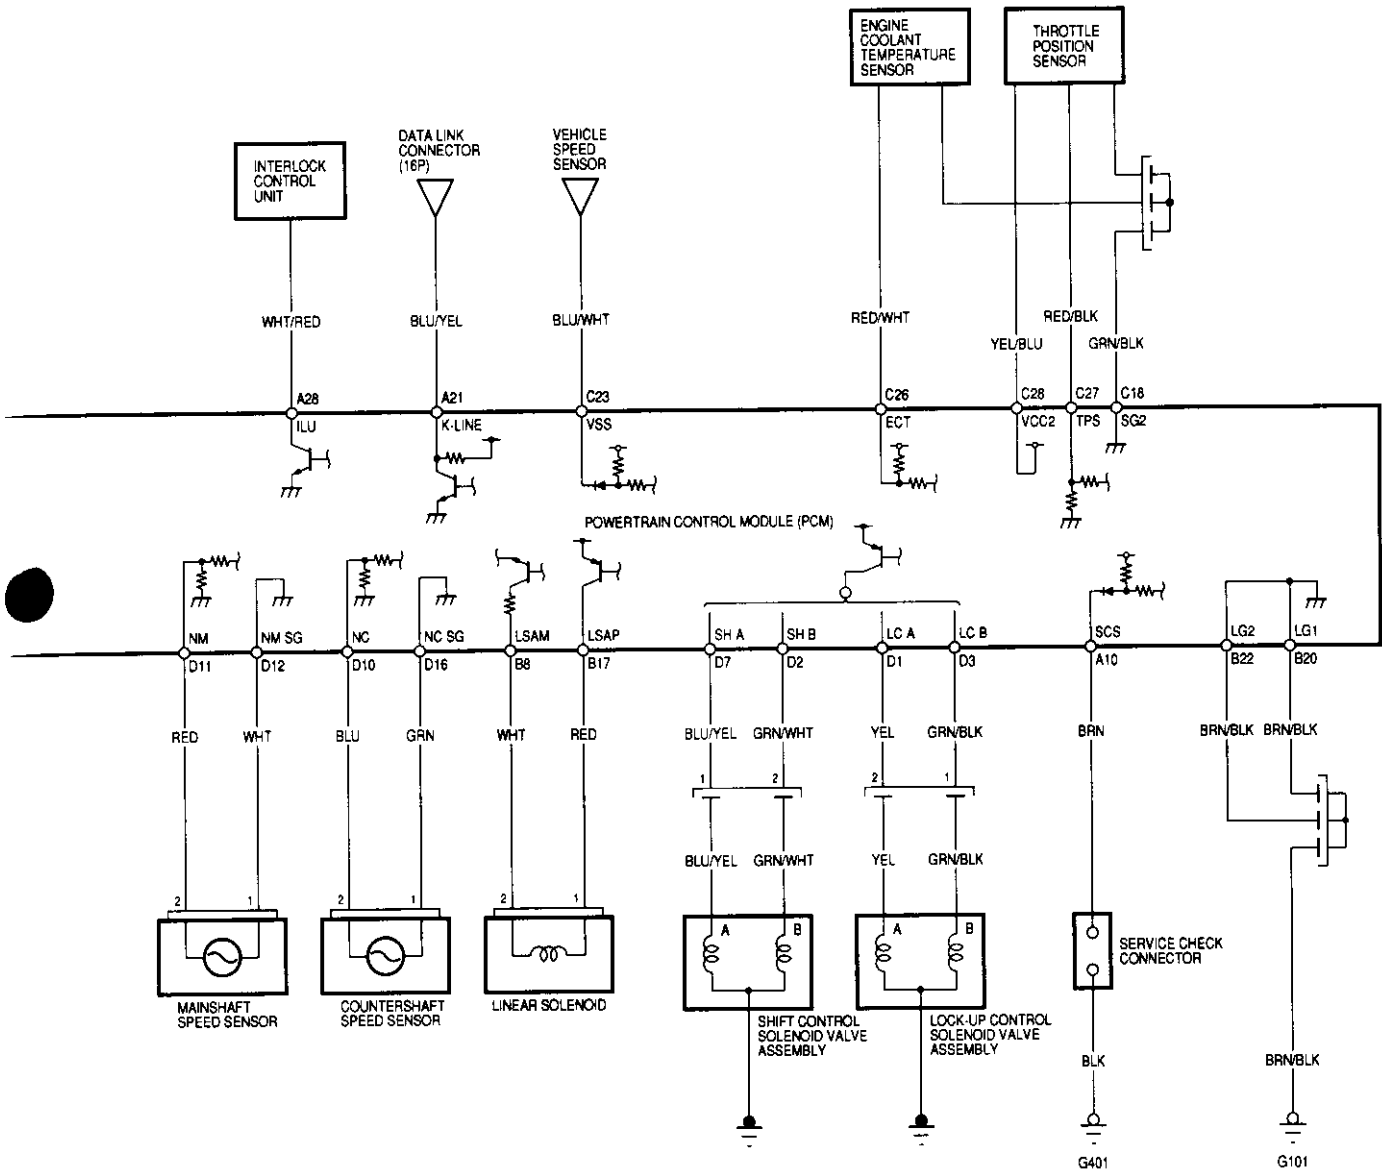 ENGINE
COOLANT
TEMPERATURE
SENSOR
THROTTLE
POSITION
SENSOR
INTERLOCK
CONTROL
UNIT
DATA LINK
CONNECTOR
(16P)
VEHICLE
SPEED
SENSOR
WHT/RED
BLU/YEL
BLU/WHT
RED/WHT
YEL/BLU
RED/BLK
GRN/BLK
A28
A21
C23
C26
C28
C27
C18
ILU
K-LINE
VSS
ECT
VCC2
TPS
SG2
POWERTRAIN CONTROL MODULE (PCM)
NM
NM SG
NC
NC SG
LSAM
LSAP
SH A
SH B
LC A
LC B
SCS
LG2
LG1
D11
D12
D10
D16
B8
B17
D7
D2
D1
D3
A10
B22
B20
RED
WHT
BLU
GRN
WHT
RED
BLU/YEL
GRN/WHT
YEL
GRN/BLK
BRN
BRN/BLK
BRN/BLK
1
2
2
1
BLU/YEL
GRN/WHT
YEL
GRN/BLK
2
1
2
1
2
1
A
B
A
B
MAINSHAFT
SPEED SENSOR
COUNTERSHAFT
SPEED SENSOR
LINEAR SOLENOID
SHIFT CONTROL
SOLENOID VALVE
ASSEMBLY
LOCK-UP CONTROL
SOLENOID VALVE
ASSEMBLY
SERVICE CHECK
CONNECTOR
BLK
BRN/BLK
G401
G101